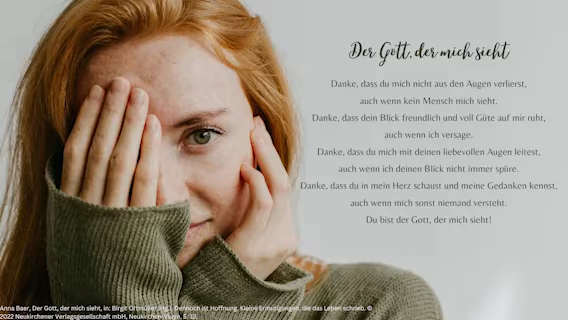 Der Gott, der mich sieht
Danke, dass du mich nicht aus den Augen verlierst,
auch wenn kein Mensch mich sieht.
Danke, dass dein Blick freundlich und voll Güte auf mir ruht,
auch wenn ich versage.
Danke, dass du mich mit deinen liebevollen Augen leitest,
auch wenn ich deinen Blick nicht immer spüre.
Danke, dass du in mein Herz schaust und meine Gedanken kennst,
auch wenn mich sonst niemand versteht.
Du bist der Gott, der mich sieht!
Anna Baer, Der Gott, der mich sieht, in: Birgit Ortmüller (Hg.), Dennoch ist Hoffnung. Kleine Ermutigungen, die das Leben schrieb, ©
2022 Neukirchener Verlagsgesellschaft mbH, Neukirchen-Vluyn, S. 32.